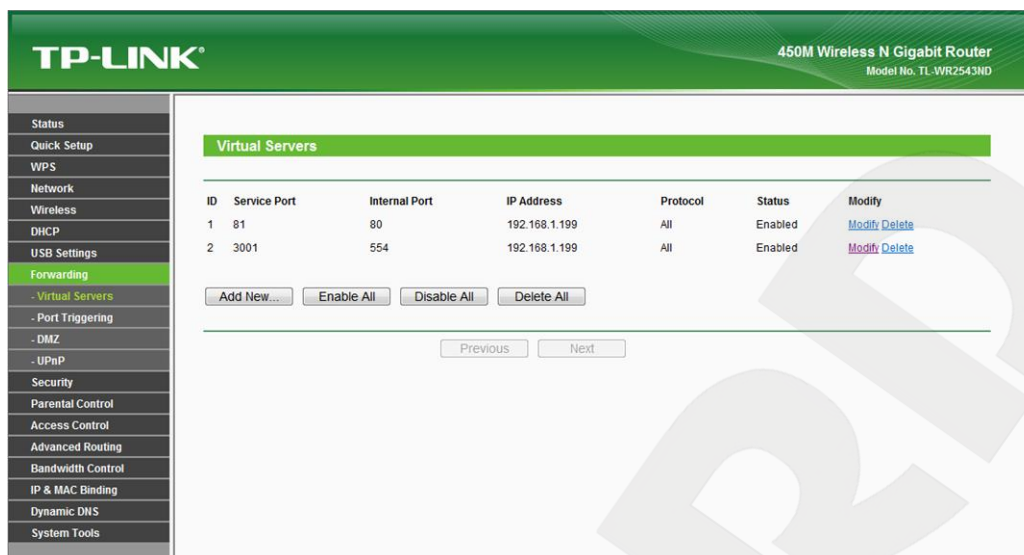 TP-LINK®
450M Wireless N Gigabit Router
Model No. TL-WR2543ND
Status
Quick Setup
WPS
Network
Wireless
DHCP
USB Settings
Forwarding
- Virtual Servers
- Port Triggering
- DMZ
- UPnP
Security
Parental Control
Access Control
Advanced Routing
Bandwidth Control
IP & MAC Binding
Dynamic DNS
System Tools
Virtual Servers
ID Service Port Internal Port IP Address Protocol Status Modify
1 81 80 192.168.1.199 All Enabled Modify Delete
2 3001 554 192.168.1.199 All Enabled Modify Delete
Add New... Enable All Disable All Delete All
Previous Next